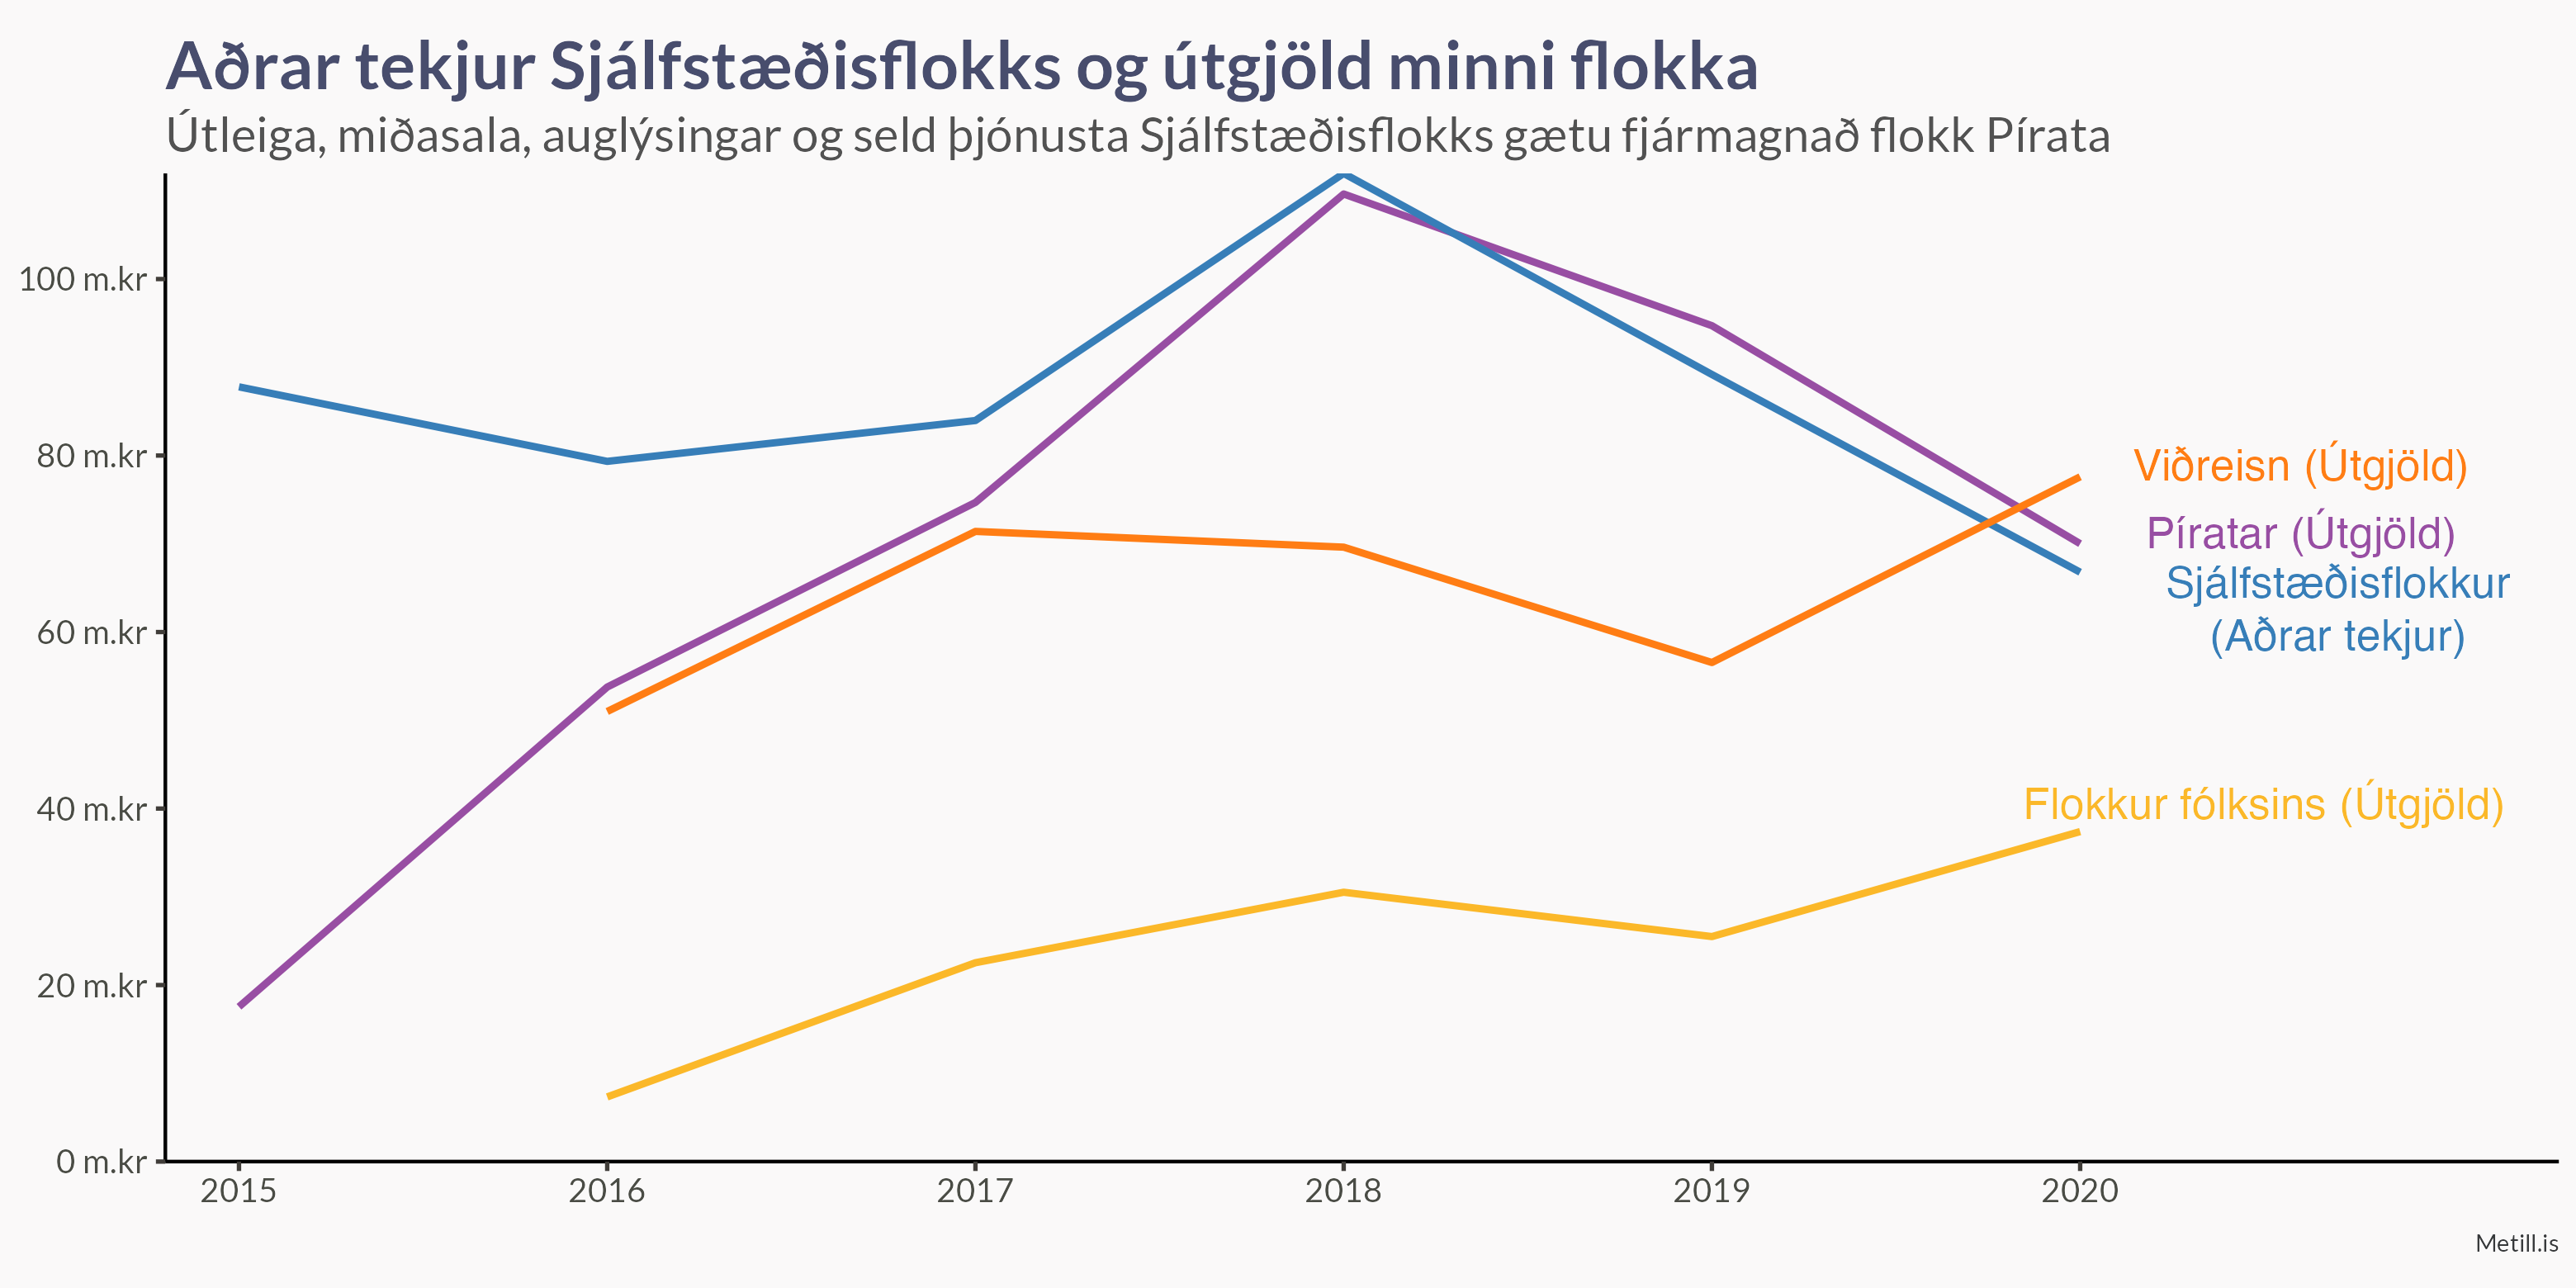 Aðrar tekjur Sjálfstæðisflokks og útgjöld minni flokka
Útleiga, miðasala, auglýsingar og seld þjónusta Sjálfstæðisflokks gætu fjármagnað flokk Pírata
100 m.kr
80 m.kr
60 m.kr
40 m.kr
20 m.kr
0 m.kr
Viðreisn (Útgjöld)
Píratar (Útgjöld)
Sjálfstæðisflokkur
(Aðrar tekjur)
Flokkur fólksins (Útgjöld)
2015 2016 2017 2018 2019 2020
Metill.is